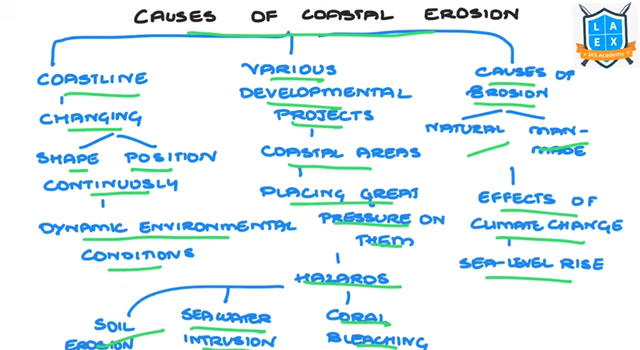 CAUSES OF COASTAL EROSION
LA
EX
IAS Academy
COASTLINE
CHANGING
SHAPE POSITION
CONTINUOUSLY
DYNAMIC ENVIRONMENTAL
CONDITIONS
VARIOUS
DEVELOPMENTAL
PROJECTS
COASTAL AREAS
PLACING GREAT
PRESSURE ON
THEM
HAZARDS
SOIL
EROSION
SEA WATER
INTRUSION
CORAL
BLEACHING
CAUSES OF
EROSION
NATURAL MAN-
MADE
EFFECTS OF
CLIMATE CHANGE
SEA-LEVEL RISE